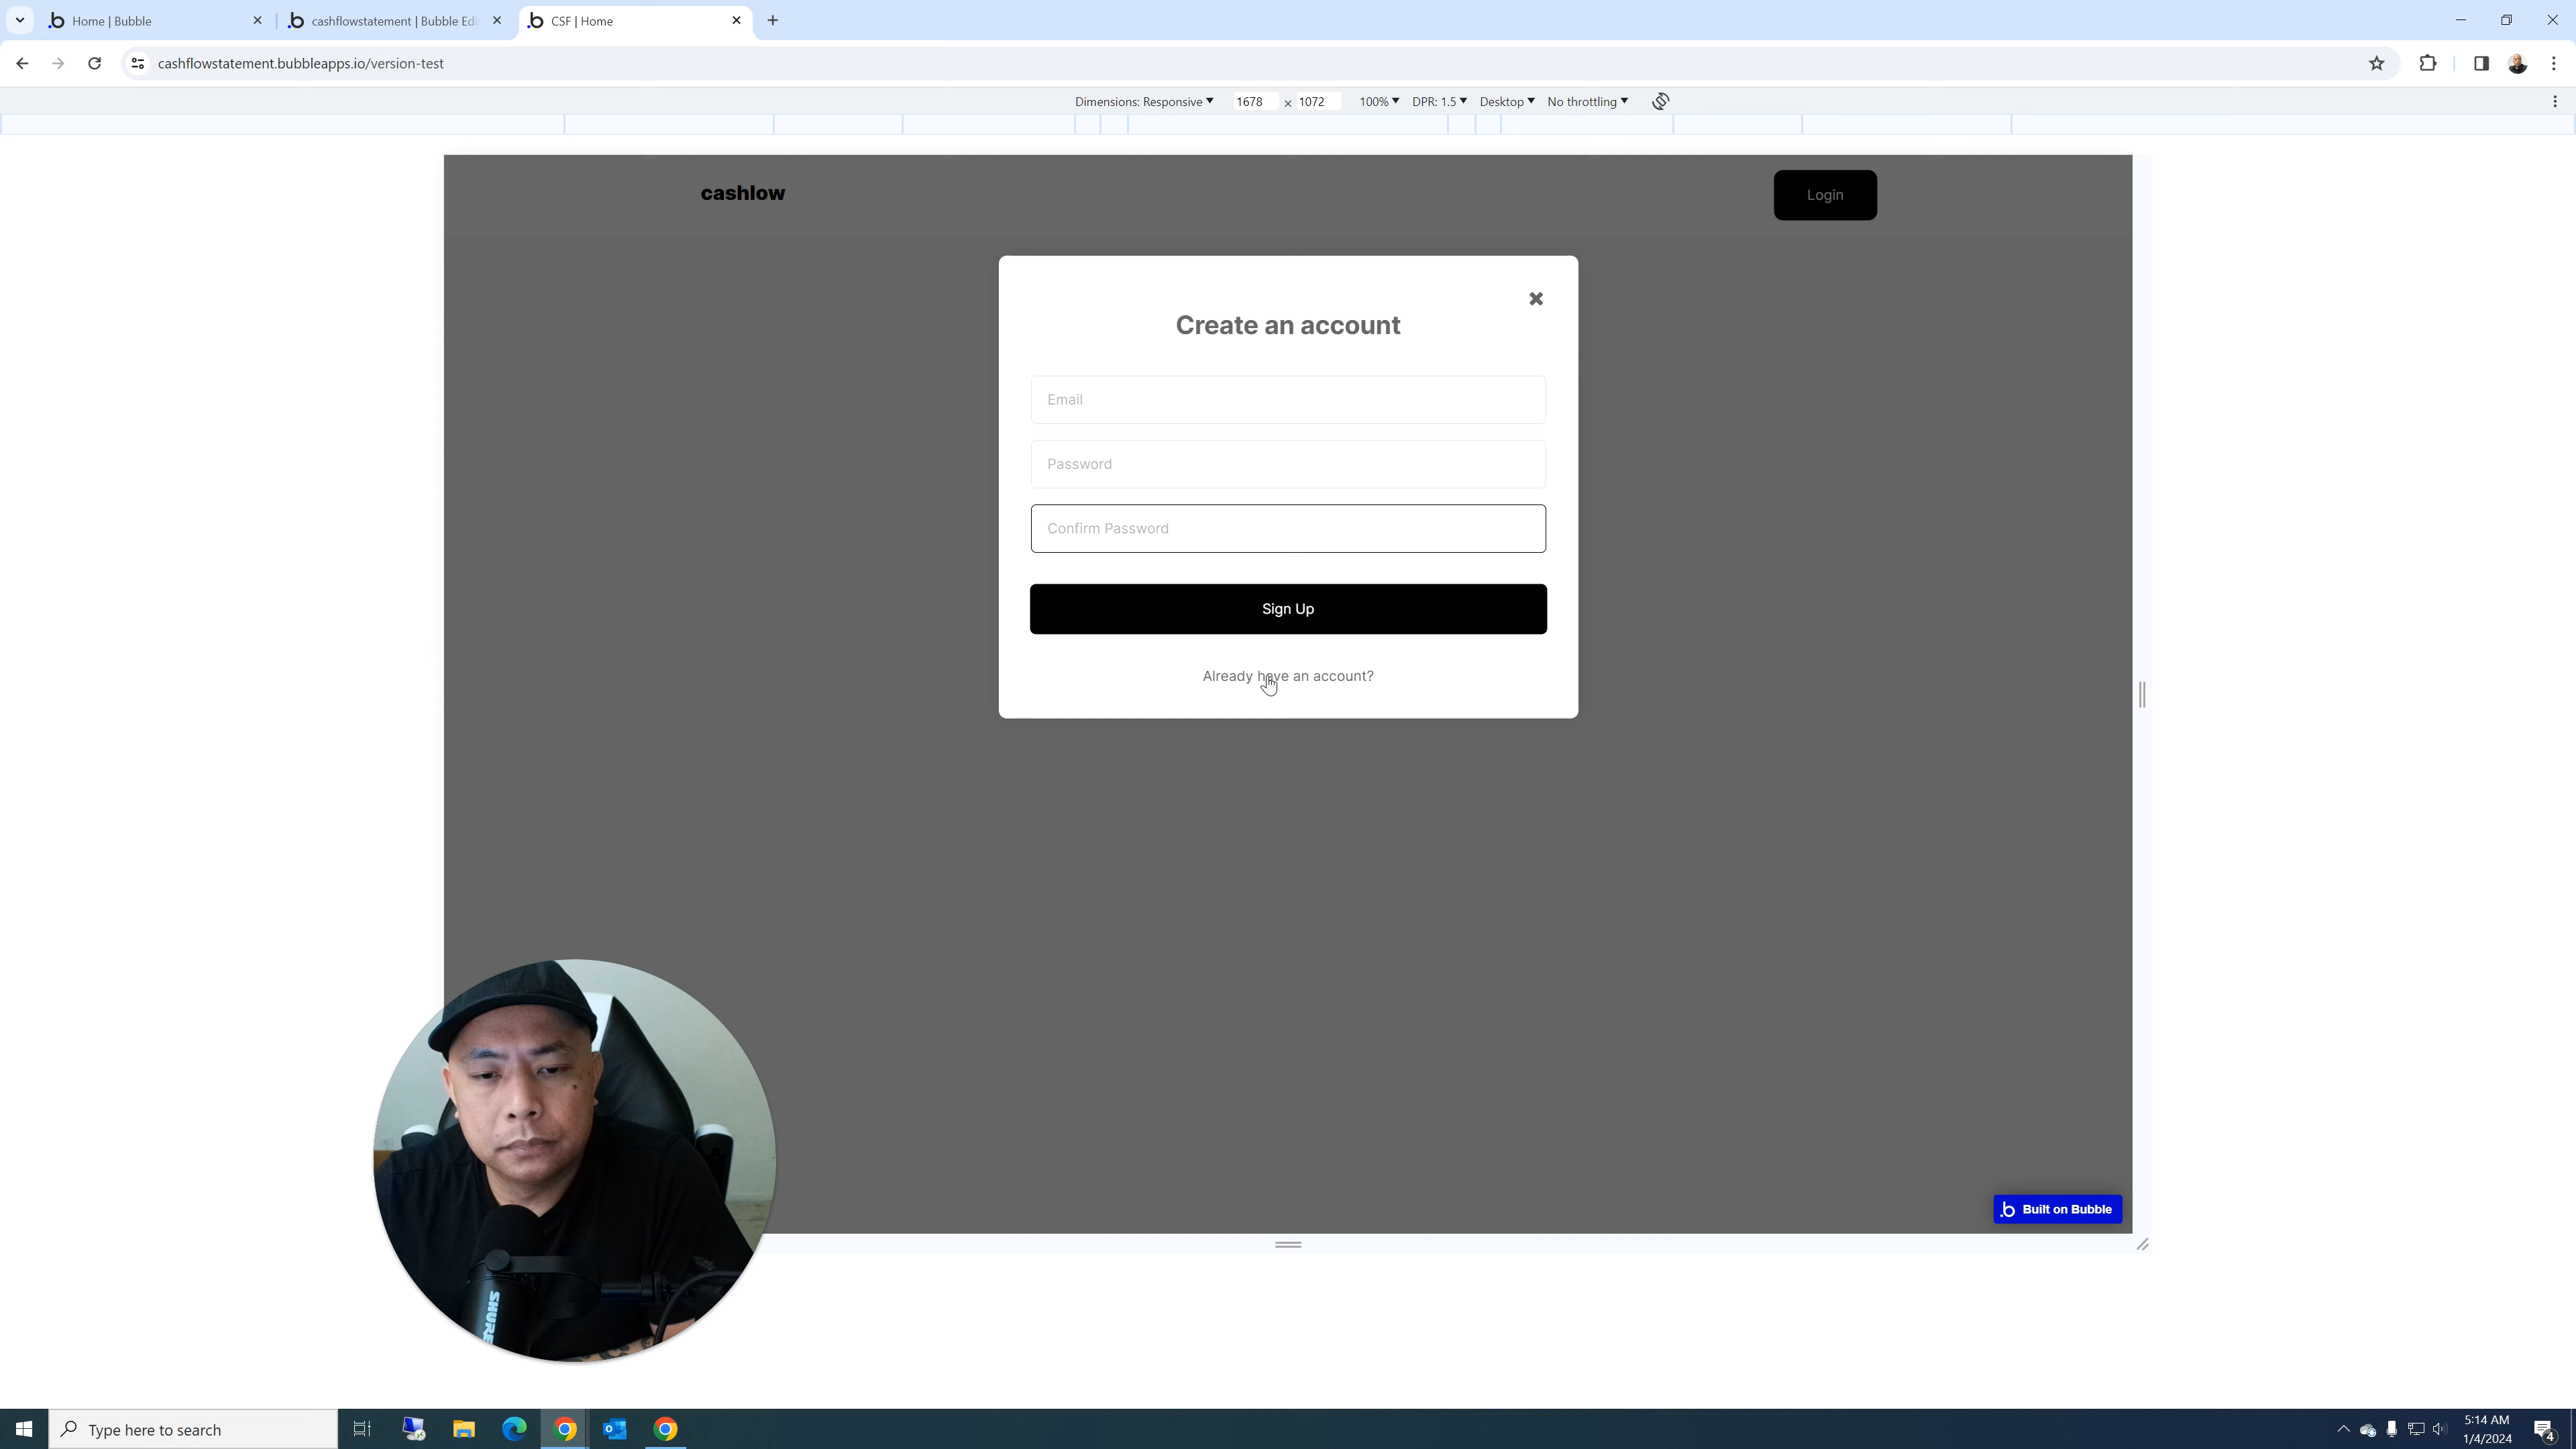 Home | Bubble
cashflowstatement | Bubble Edi
CSF | Home
cashflowstatement.bubbleapps.io/version-test
Dimensions: Responsive 1678 × 1072 100% DPR: 1.5 Desktop No throttling
cashlow
Login
Create an account
Email
Password
Confirm Password
Sign Up
Already have an account?
SHURE
b Built on Bubble
Type here to search
5:14 AM
1/4/2024
4